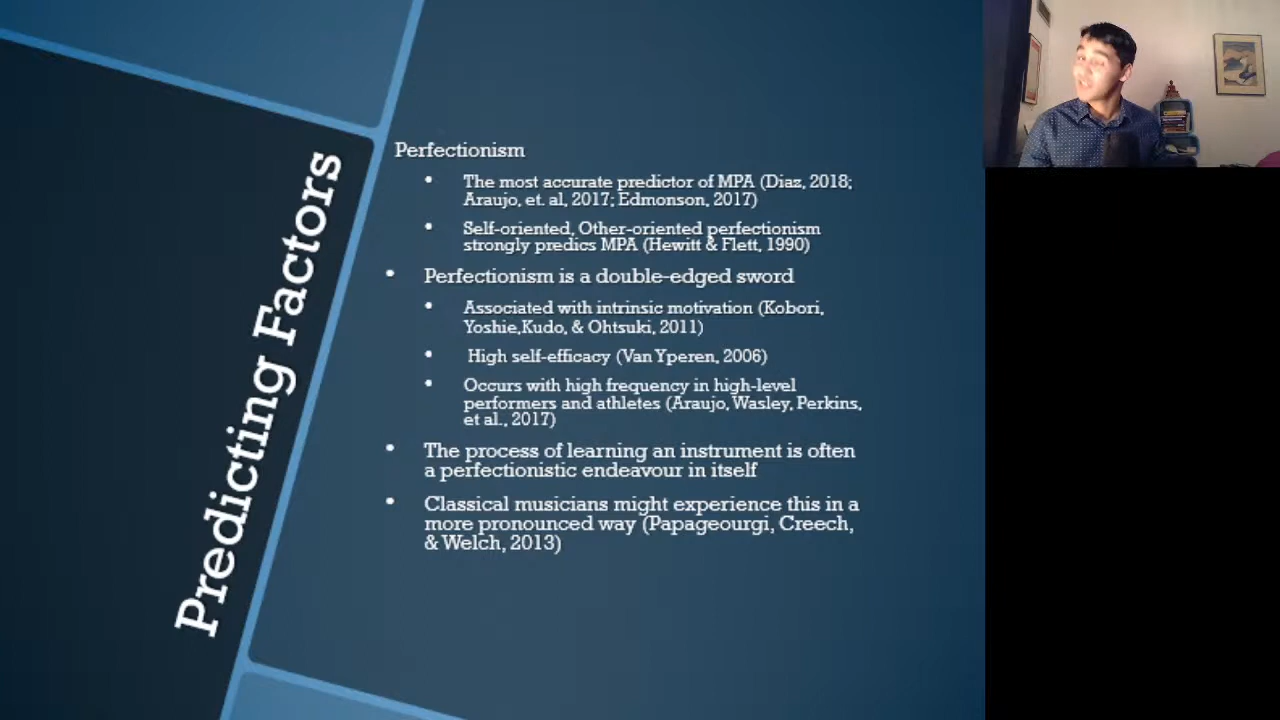 Predicting Factors
Perfectionism
• The most accurate predictor of MPA (Diaz, 2018;
Araujo, et. al, 2017; Edmonson, 2017)
• Self-oriented, Other-oriented perfectionism
strongly predics MPA (Hewitt & Flett, 1990)
• Perfectionism is a double-edged sword
• Associated with intrinsic motivation (Kobori,
Yoshie,Kudo, & Ohtsuki, 2011)
• High self-efficacy (Van Yperen, 2006)
• Occurs with high frequency in high-level
performers and athletes (Araujo, Wasley, Perkins,
et al., 2017)
• The process of learning an instrument is often
a perfectionistic endeavour in itself
• Classical musicians might experience this in a
more pronounced way (Papageourgi, Creech,
& Welch, 2013)